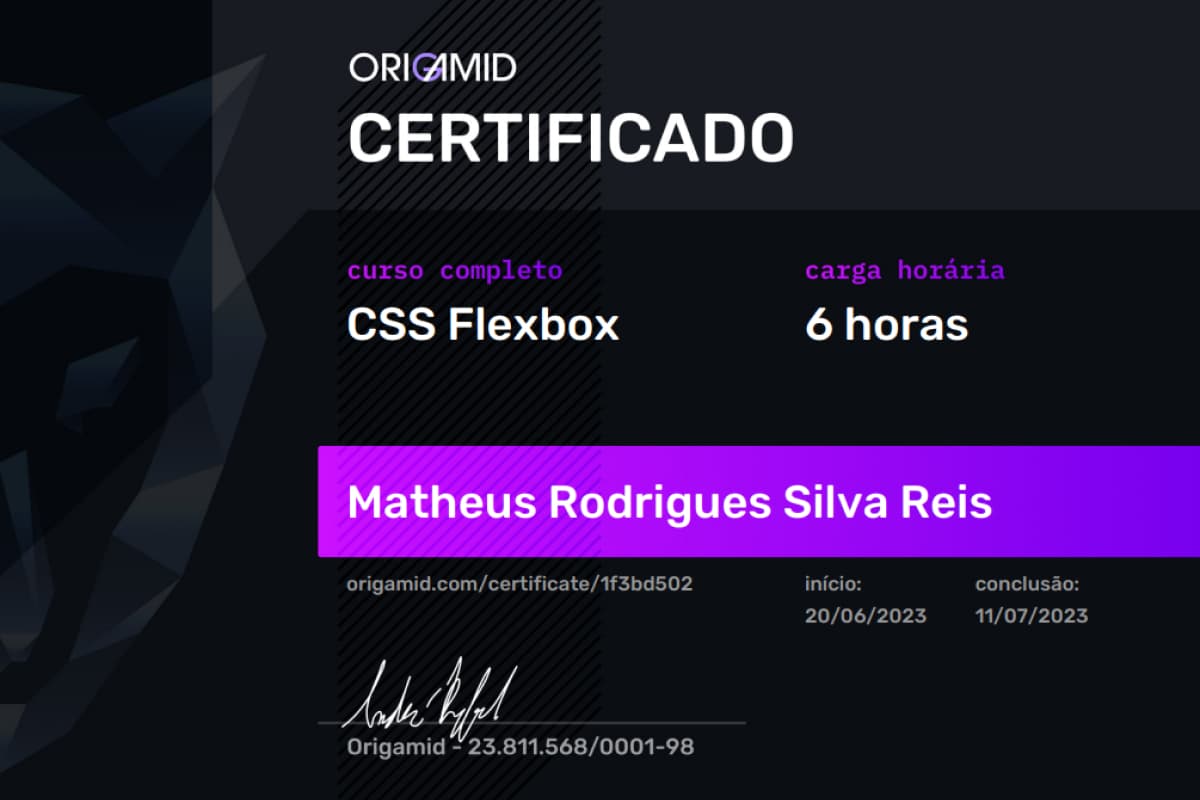 ORIGAMID
CERTIFICADO
curso completo
CSS Flexbox
carga horária
6 horas
Matheus Rodrigues Silva Reis
origamid.com/certificate/1f3bd502
início:
20/06/2023
conclusão:
11/07/2023
Origamid - 23.811.568/0001-98